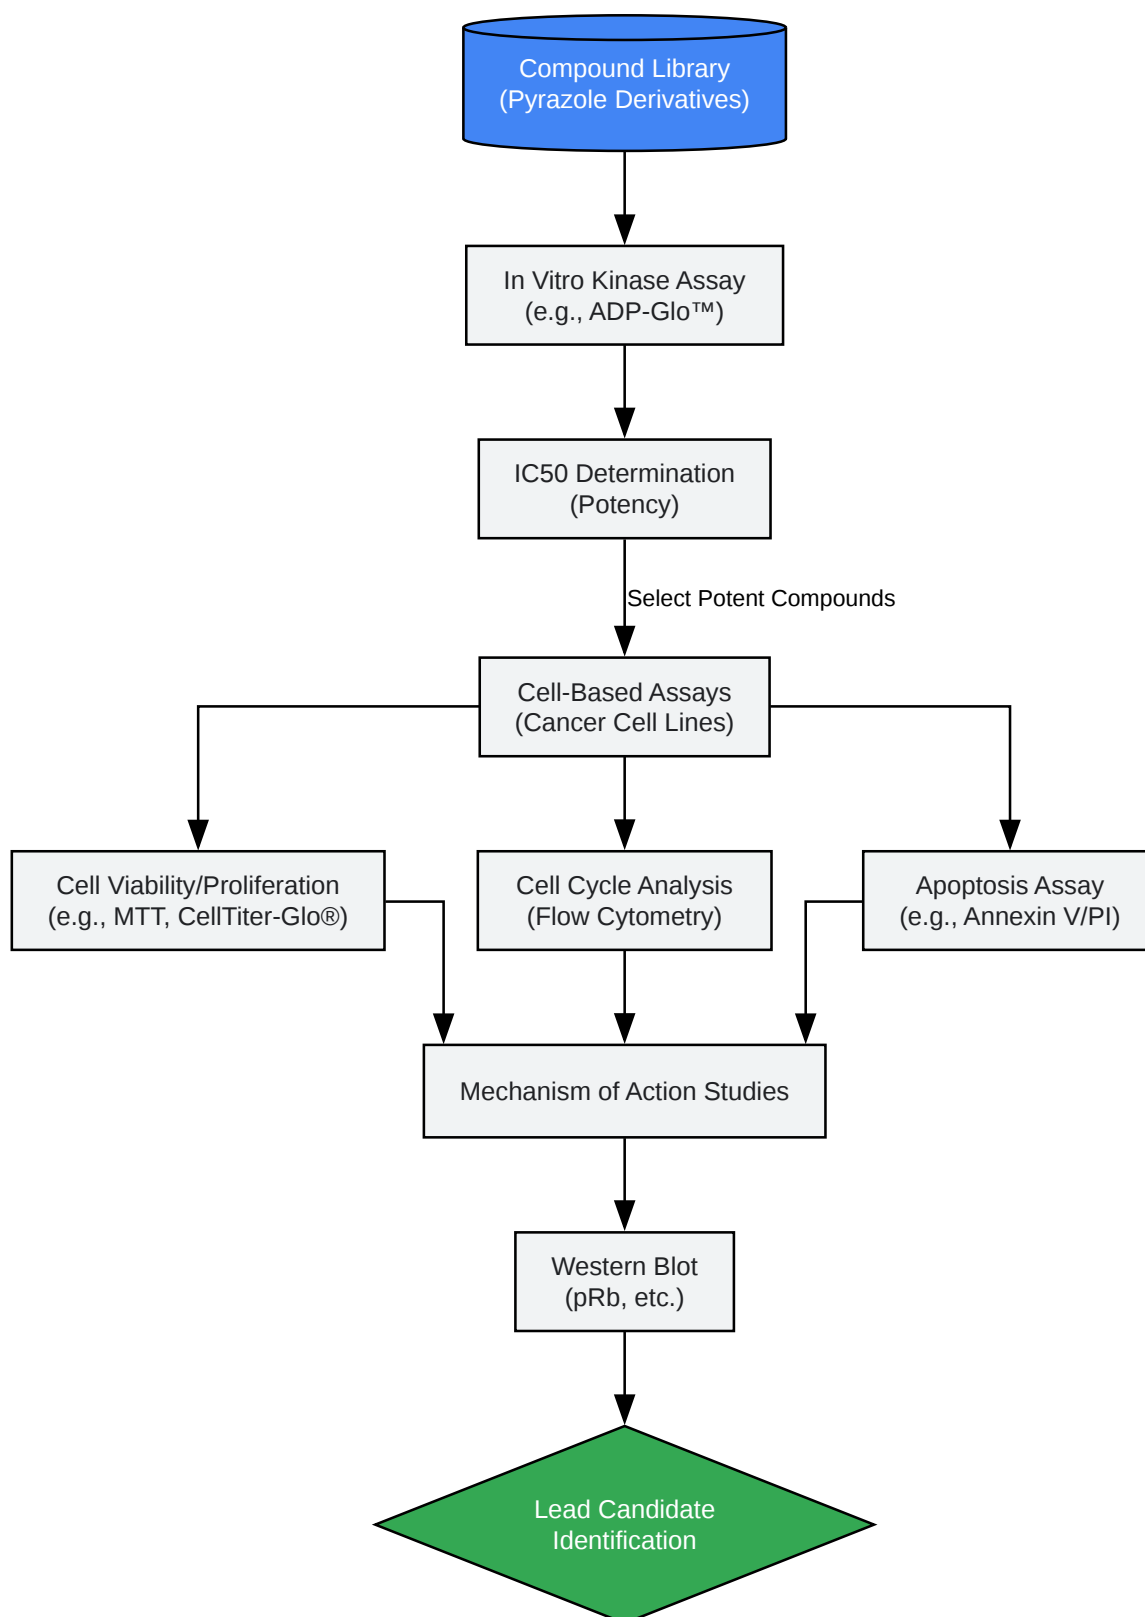 Compound Library
(Pyrazole Derivatives)
In Vitro Kinase Assay
(e.g., ADP-Glo™)
IC50 Determination
(Potency)
Select Potent Compounds
Cell-Based Assays
(Cancer Cell Lines)
Cell Viability/Proliferation
(e.g., MTT, CellTiter-Glo®)
Cell Cycle Analysis
(Flow Cytometry)
Apoptosis Assay
(e.g., Annexin V/PI)
Mechanism of Action Studies
Western Blot
(pRb, etc.)
Lead Candidate
Identification